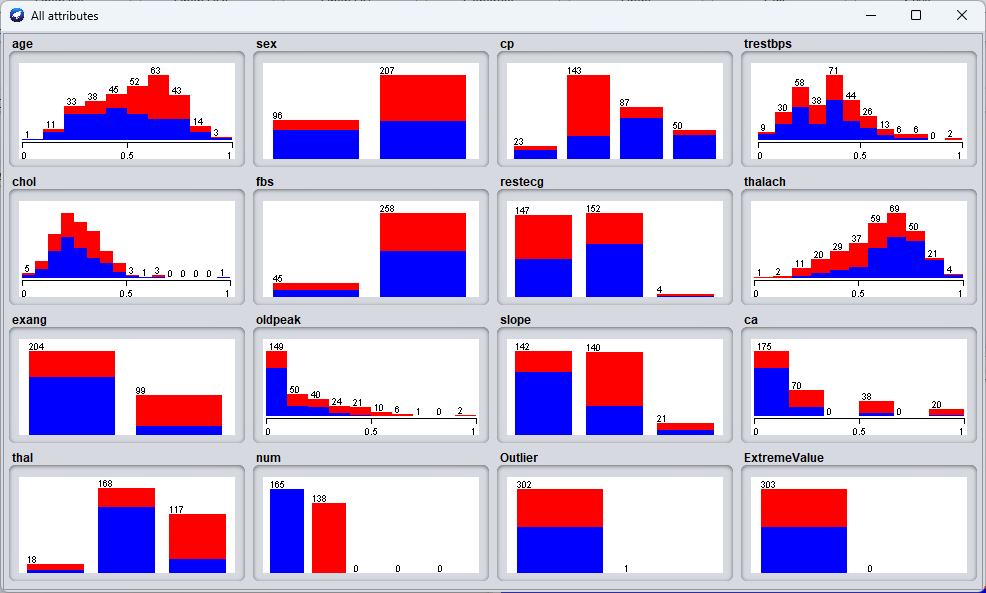 All attributes
age
sex
cp
trestbps
1 11 33 38 45 52 63 43 14 3
0 0.5 1
96 207
23 143 87 50
9 30 58 38 71 44 26 13 6 6 0 2
0 0.5 1
chol
fbs
restecg
thalach
5 3 1 3 0 0 0 0 1
0 0.5 1
45 258
147 152 4
1 2 11 20 29 37 59 69 50 21 4
0 0.5 1
exang
oldpeak
slope
ca
204 99
149 50 40 24 21 10 6 1 0 2
0 0.5 1
142 140 21
175 70 0 38 0 20
0 0.5 1
thal
num
Outlier
ExtremeValue
18 168 117
165 138 0 0 0
302 1
303 0